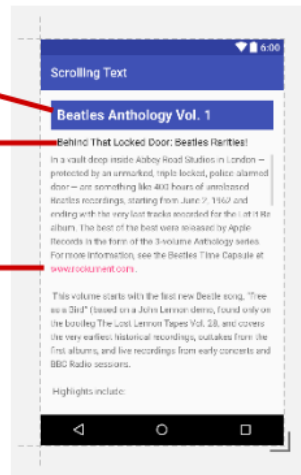 6:00
Scrolling Text
Beatles Anthology Vol. 1
Behind That Locked Door: Beatles Rarities!
In a vault deep inside Abbey Road Studios in London —
protected by an unmarked, triple locked, police alarmed
door — are something like 400 hours of unreleased
Beatles recordings, starting from June 2, 1962 and
ending with the very last tracks recorded for the Let It Be
album. The best of the best were released by Apple
Records in the form of the 3-volume Anthology series.
For more information, see the Beatles Time Capsule at
www.rockument.com.
This volume starts with the first new Beatle song, "Free
as a Bird" (based on a John Lennon demo, found only on
the bootleg The Lost Lennon Tapes Vol. 28, and covers
the very earliest historical recordings, outtakes from the
first albums, and live recordings from early concerts and
BBC Radio sessions.
Highlights include: